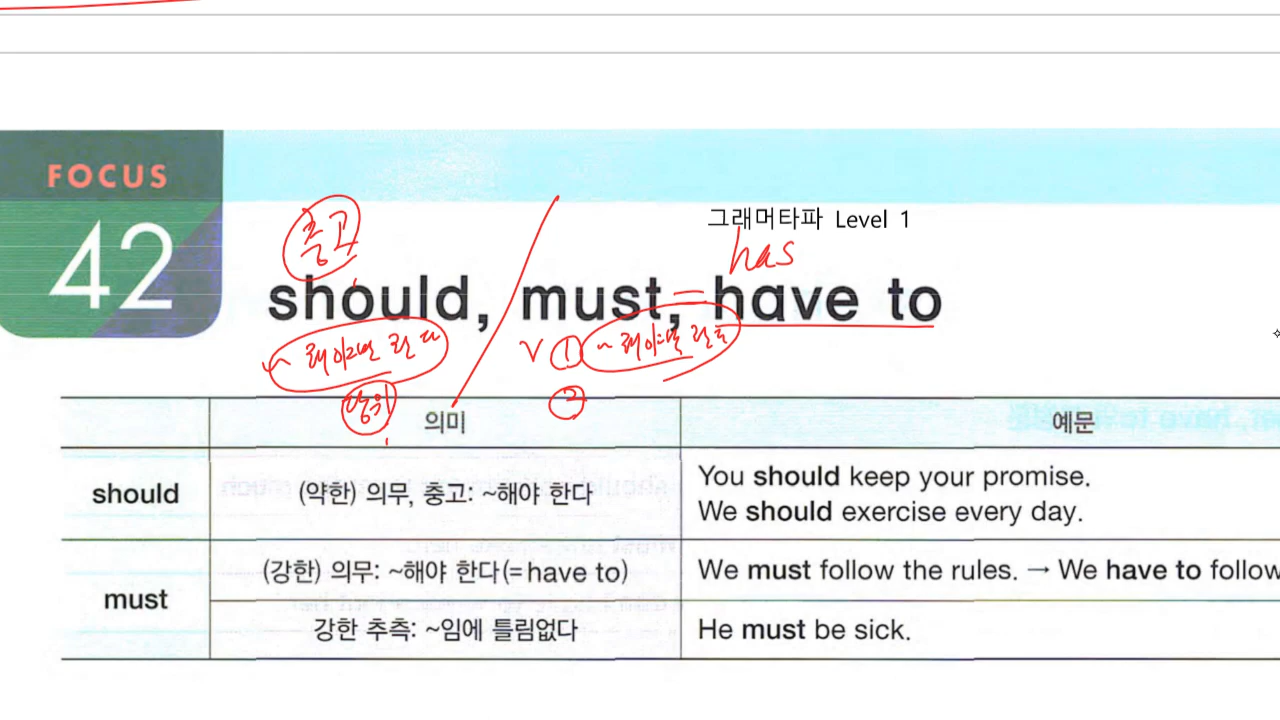 FOCUS
42
그래머타파 Level 1
충고
has
should, must, = have to
~ 해야만 한다
V ① ~ 해야만 한다
당위
②
의미
예문
should
(약한) 의무, 충고: ~해야 한다
You should keep your promise.
We should exercise every day.
must
(강한) 의무: ~해야 한다(= have to)
We must follow the rules. → We have to follow
강한 추측: ~임에 틀림없다
He must be sick.